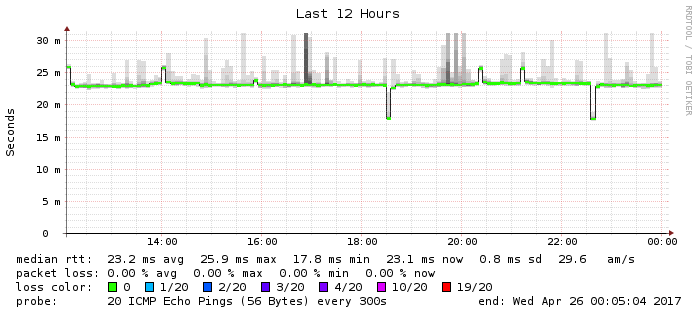 Last 12 Hours
RRDTOOL / TOBI OETIKER
Seconds
30 m
25 m
20 m
15 m
10 m
5 m
0
14:00 16:00 18:00 20:00 22:00 00:00
median rtt: 23.2 ms avg 25.9 ms max 17.8 ms min 23.1 ms now 0.8 ms sd 29.6 am/s
packet loss: 0.00 % avg 0.00 % max 0.00 % min 0.00 % now
loss color: 0 1/20 2/20 3/20 4/20 10/20 19/20
probe: 20 ICMP Echo Pings (56 Bytes) every 300s end: Wed Apr 26 00:05:04 2017